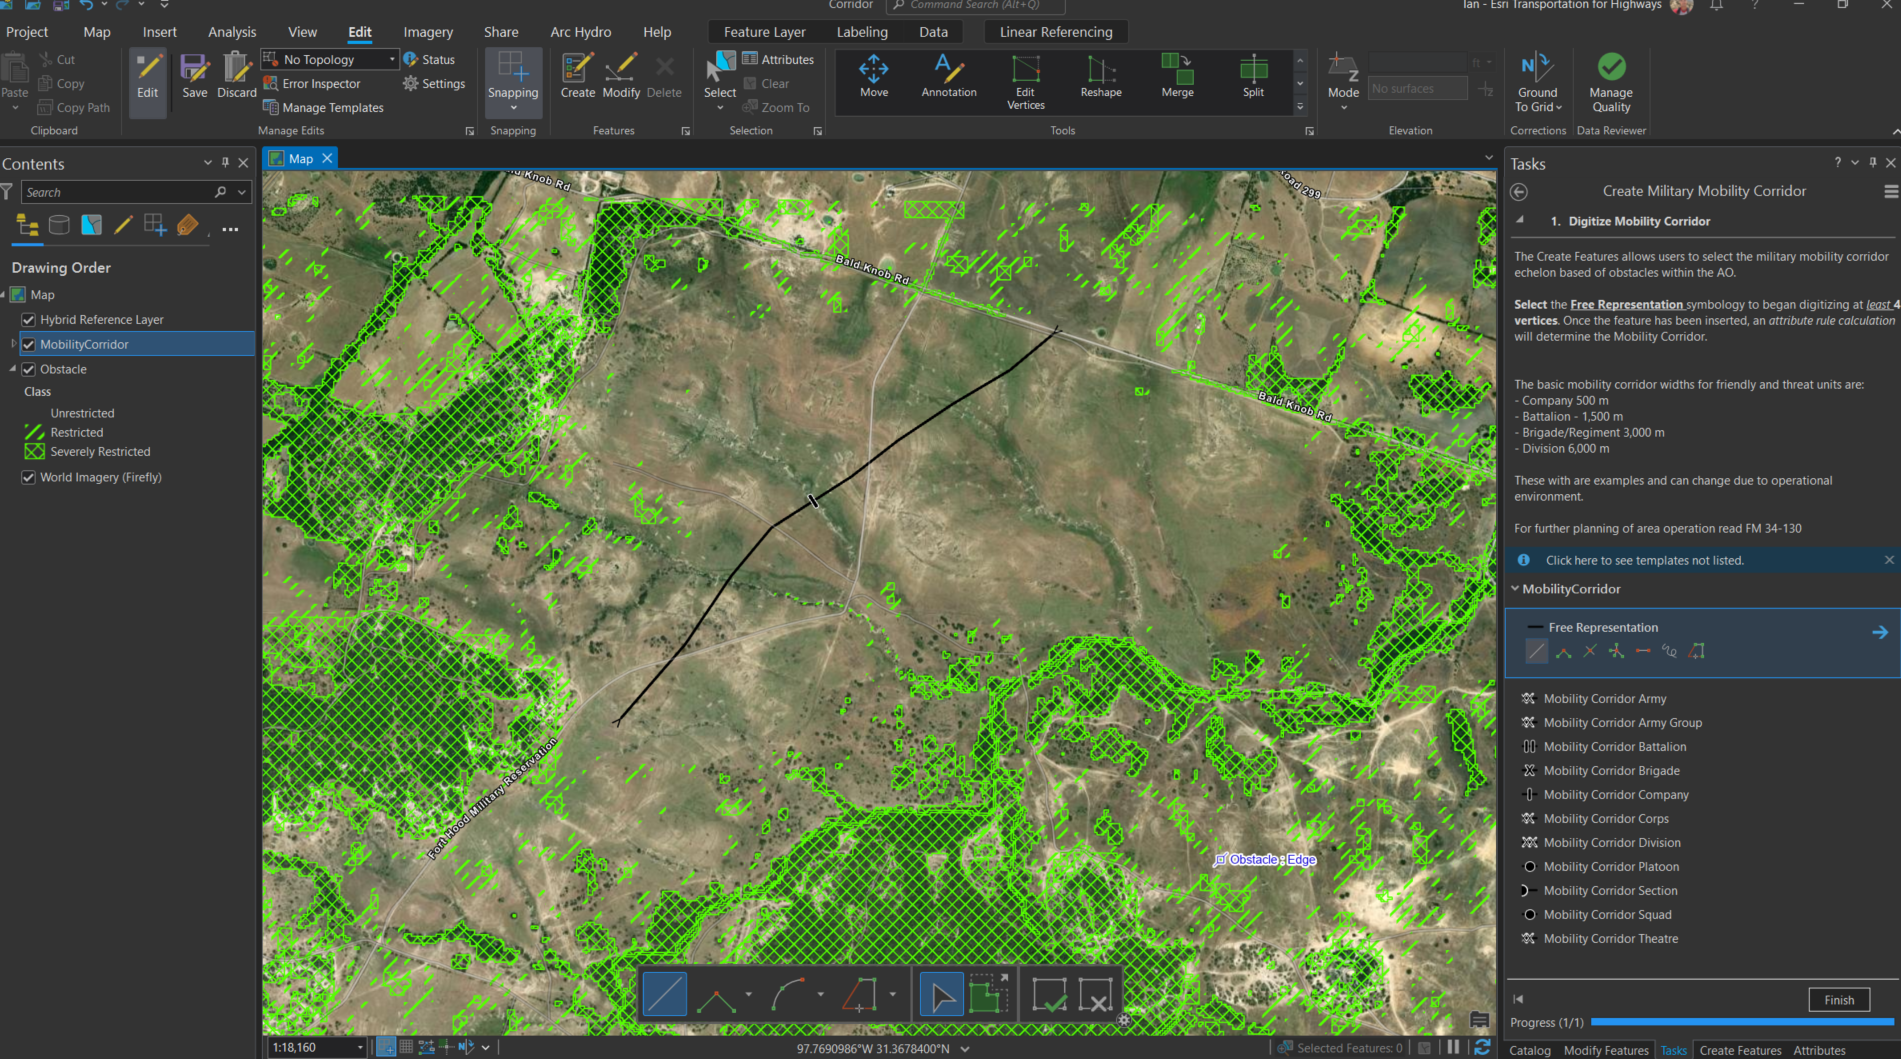 Corridor
Command Search (Alt+Q)
Ian - Esri Transportation for Highways
Project
Map
Insert
Analysis
View
Edit
Imagery
Share
Arc Hydro
Help
Feature Layer
Labeling
Data
Linear Referencing
Paste
Cut
Copy
Copy Path
Clipboard
Edit
Save
Discard
No Topology
Error Inspector
Manage Templates
Status
Settings
Manage Edits
Snapping
Snapping
Create
Modify
Delete
Features
Select
Attributes
Clear
Zoom To
Selection
Move
Annotation
Edit
Vertices
Reshape
Merge
Split
Tools
Mode
ft
No surfaces
Elevation
Ground
To Grid
Corrections
Manage
Quality
Data Reviewer
Contents
Search
Drawing Order
Map
Hybrid Reference Layer
MobilityCorridor
Obstacle
Class
Unrestricted
Restricted
Severely Restricted
World Imagery (Firefly)
Map
Knob Rd
Road 299
Bald Knob Rd
Bald Knob Rd
Fort Hood Military Reservation
Obstacle : Edge
1:18,160
97.7690986°W 31.3678400°N
Selected Features: 0
Tasks
Create Military Mobility Corridor
1. Digitize Mobility Corridor
The Create Features allows users to select the military mobility corridor
echelon based of obstacles within the AO.
Select the Free Representation symbology to began digitizing at least 4
vertices. Once the feature has been inserted, an attribute rule calculation
will determine the Mobility Corridor.
The basic mobility corridor widths for friendly and threat units are:
- Company 500 m
- Battalion - 1,500 m
- Brigade/Regiment 3,000 m
- Division 6,000 m
These with are examples and can change due to operational
environment.
For further planning of area operation read FM 34-130
Click here to see templates not listed.
MobilityCorridor
Free Representation
Mobility Corridor Army
Mobility Corridor Army Group
Mobility Corridor Battalion
Mobility Corridor Brigade
Mobility Corridor Company
Mobility Corridor Corps
Mobility Corridor Division
Mobility Corridor Platoon
Mobility Corridor Section
Mobility Corridor Squad
Mobility Corridor Theatre
Finish
Progress (1/1)
Catalog
Modify Features
Tasks
Create Features
Attributes